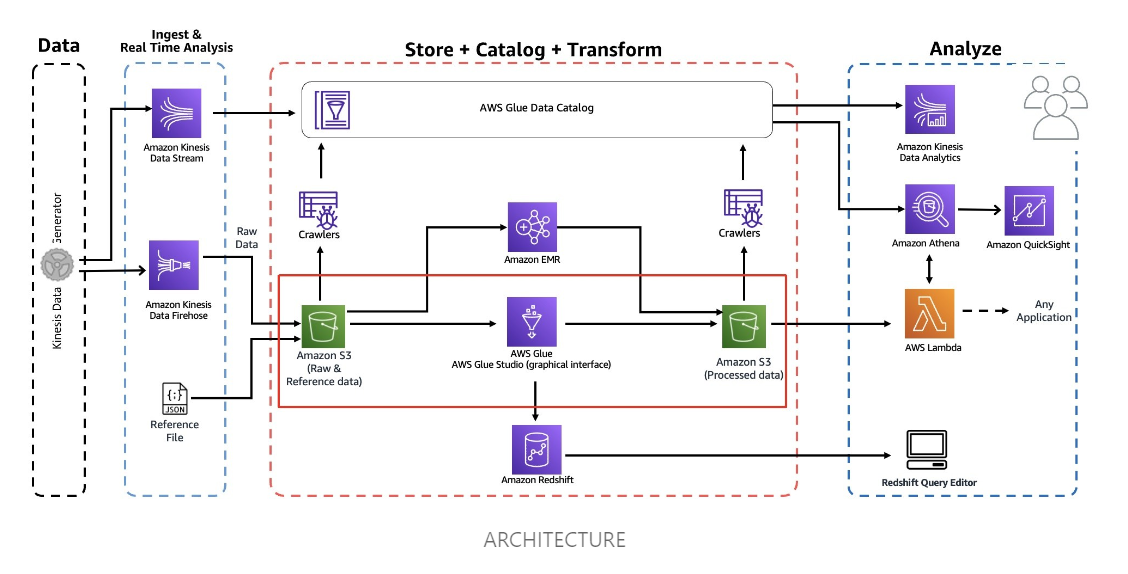 Data
Ingest &
Real Time Analysis
Store + Catalog + Transform
Analyze
Kinesis Data Generator
Amazon Kinesis
Data Stream
AWS Glue Data Catalog
Amazon Kinesis
Data Analytics
Crawlers
Crawlers
Raw
Data
Amazon EMR
Amazon Athena
Amazon QuickSight
Amazon Kinesis
Data Firehose
Amazon S3
(Raw &
Reference data)
AWS Glue
AWS Glue Studio (graphical interface)
Amazon S3
(Processed data)
AWS Lambda
Any
Application
{;}
JSON
Reference
File
Amazon Redshift
Redshift Query Editor
ARCHITECTURE